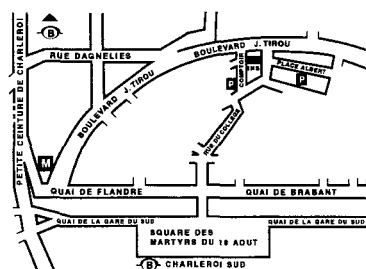 B
RUE DAGNELIES
BOULEVARD J. TIROU
BOULEVARD J. TIROU
PETITE CEINTURE DE CHARLEROI
COMPTOIR
PLACE ALBERT
P
P
RUE DU COLLEGE
M
QUAI DE FLANDRE
QUAI DE BRABANT
QUAI DE LA GARE DU SUD
QUAI DE LA GARE DU SUD
SQUARE DES
MARTYRS DU 18 AOUT
B CHARLEROI SUD